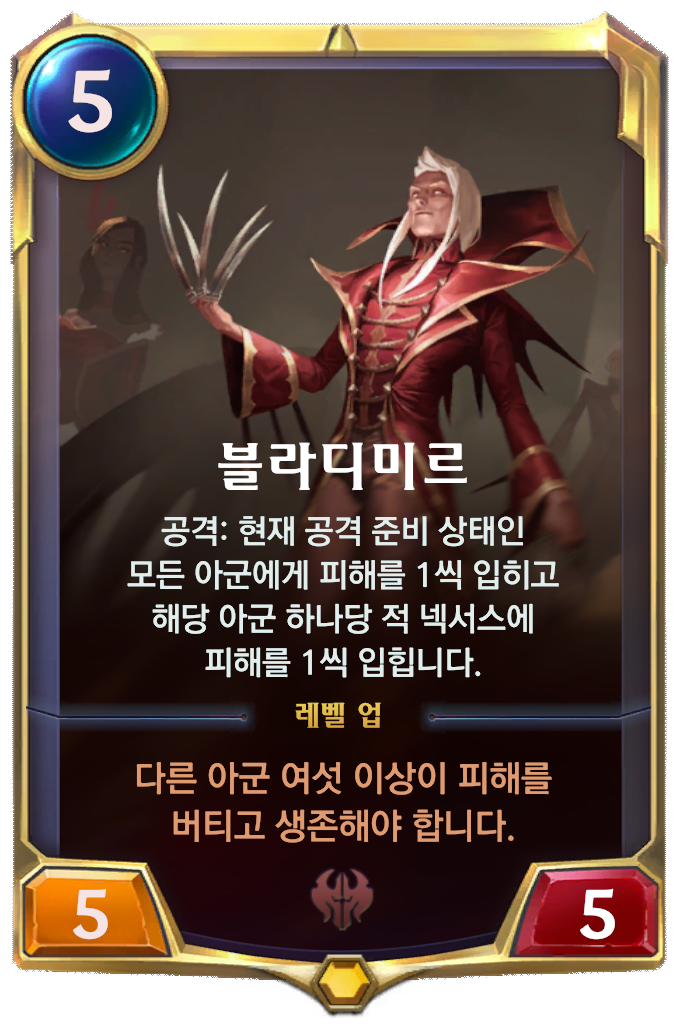 5
블라디미르
공격: 현재 공격 준비 상태인
모든 아군에게 피해를 1씩 입히고
해당 아군 하나당 적 넥서스에
피해를 1씩 입힙니다.
레벨 업
다른 아군 여섯 이상이 피해를
버티고 생존해야 합니다.
5
5